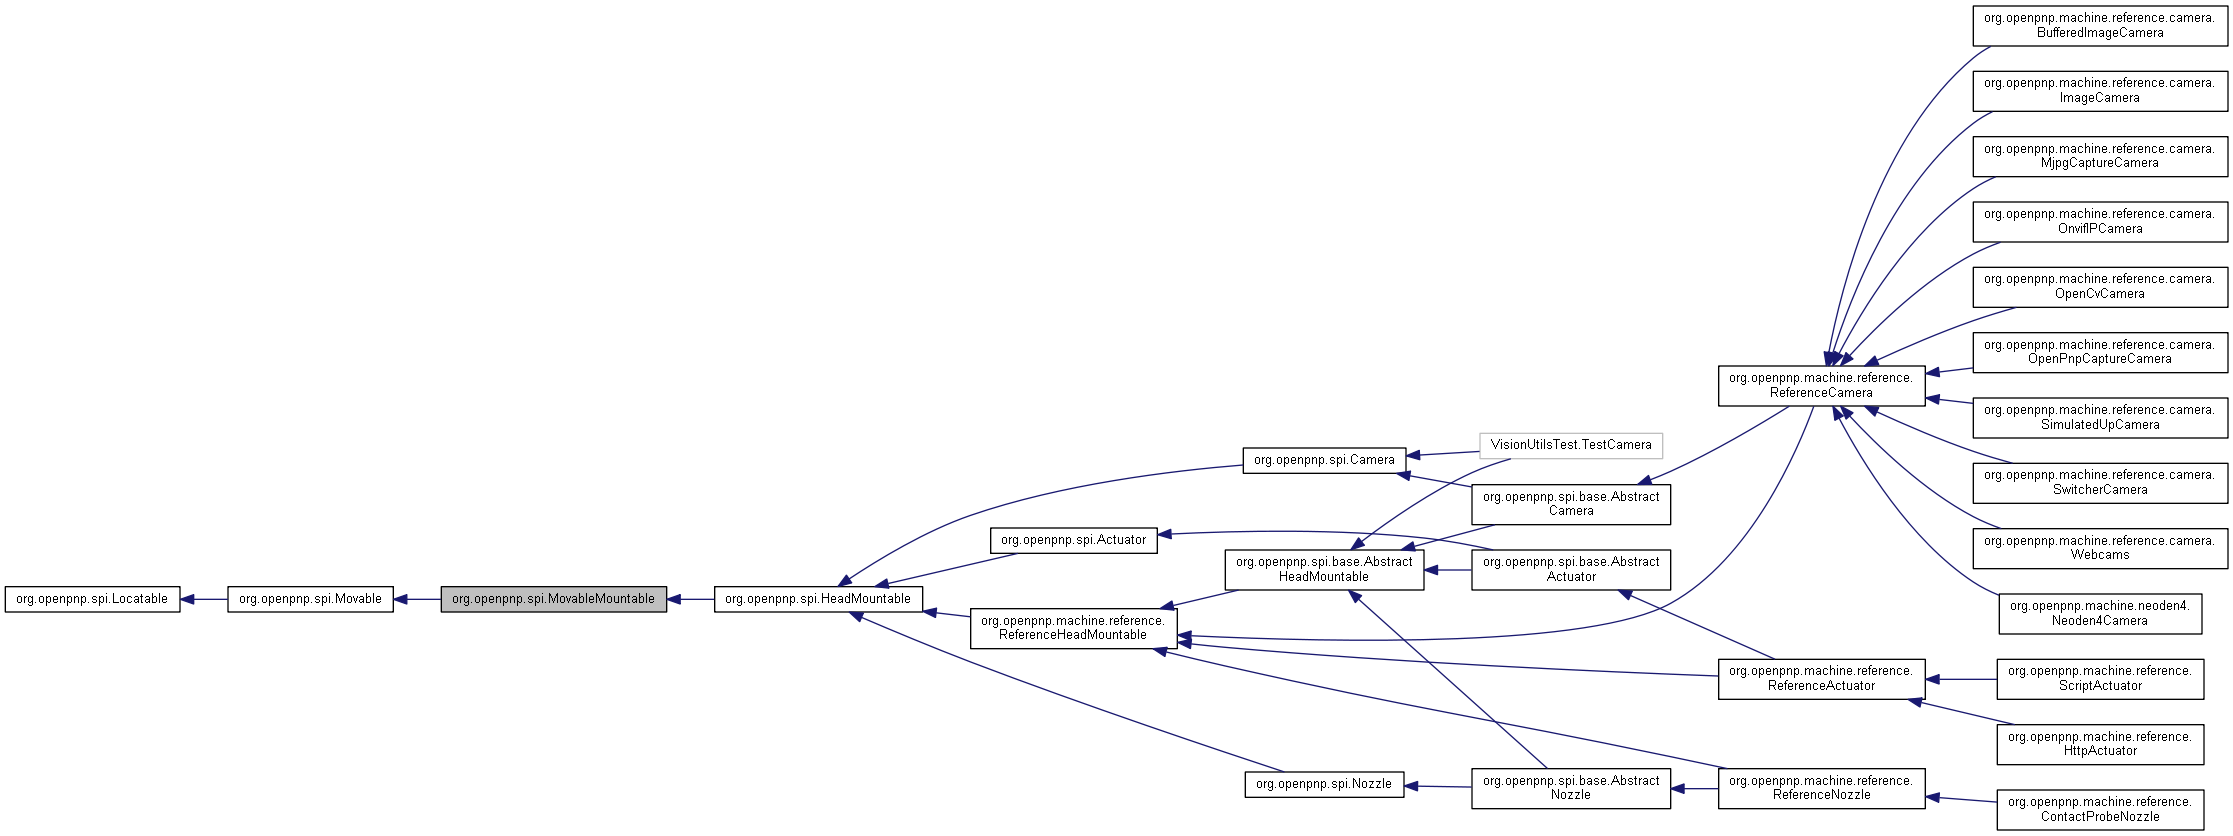 org.openpnp.machine.reference.camera.
BufferedImageCamera
org.openpnp.machine.reference.camera.
ImageCamera
org.openpnp.machine.reference.camera.
MjpgCaptureCamera
org.openpnp.machine.reference.camera.
OnvifIPCamera
org.openpnp.machine.reference.camera.
OpenCvCamera
org.openpnp.machine.reference.camera.
OpenPnpCaptureCamera
org.openpnp.machine.reference.
ReferenceCamera
org.openpnp.machine.reference.camera.
SimulatedUpCamera
VisionUtilsTest.TestCamera
org.openpnp.spi.Camera
org.openpnp.machine.reference.camera.
SwitcherCamera
org.openpnp.spi.base.Abstract
Camera
org.openpnp.spi.Actuator
org.openpnp.machine.reference.camera.
Webcams
org.openpnp.spi.base.Abstract
HeadMountable
org.openpnp.spi.base.Abstract
Actuator
org.openpnp.spi.Locatable
org.openpnp.spi.Movable
org.openpnp.spi.MovableMountable
org.openpnp.spi.HeadMountable
org.openpnp.machine.reference.
ReferenceHeadMountable
org.openpnp.machine.neoden4.
Neoden4Camera
org.openpnp.machine.reference.
ReferenceActuator
org.openpnp.machine.reference.
ScriptActuator
org.openpnp.machine.reference.
HttpActuator
org.openpnp.spi.Nozzle
org.openpnp.spi.base.Abstract
Nozzle
org.openpnp.machine.reference.
ReferenceNozzle
org.openpnp.machine.reference.
ContactProbeNozzle